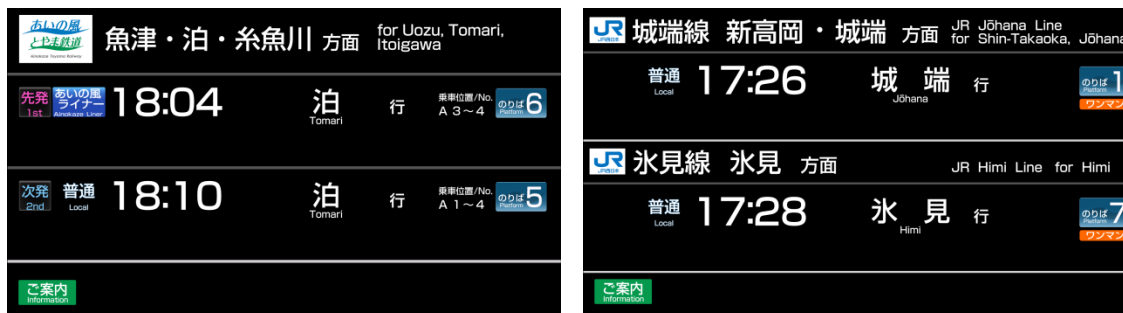 あいの風
とやま鉄道
魚津・泊・糸魚川 方面 for Uozu, Tomari, Itoigawa
先発 1st あいの風ライナー Ainokaze Liner 18:04 泊 Tomari 行 乗車位置/No. A 3～4 のりば Platform 6
次発 2nd 普通 Local 18:10 泊 Tomari 行 乗車位置/No. A 1～4 のりば Platform 5
ご案内 Information
JR 城端線 新高岡・城端 方面 JR Jōhana Line for Shin-Takaoka, Jōhana
普通 Local 17:26 城端 Jōhana 行 のりば Platform 1
ワンマン
JR 氷見線 氷見 方面 JR Himi Line for Himi
普通 Local 17:28 氷見 Himi 行 のりば Platform 7
ワンマン
ご案内 Information